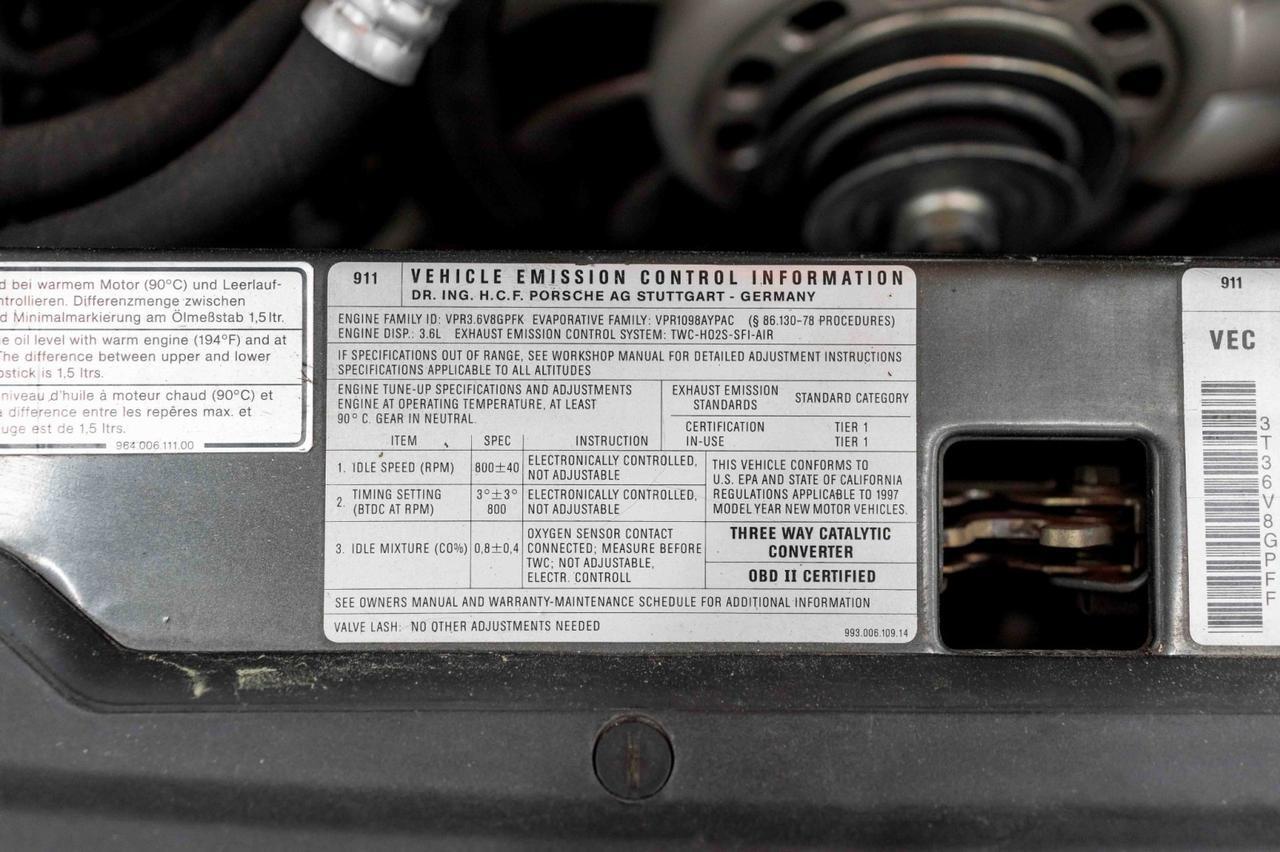 d bei warmem Motor (90°C) und Leerlauf-
ntrollieren. Differenzmenge zwischen
d Minimalmarkierung am Ölmeßstab 1,5 ltr.
e oil level with warm engine (194°F) and at
The difference between upper and lower
pstick is 1.5 ltrs.
niveau d'huile à moteur chaud (90°C) et
a différence entre les repères max. et
uge est de 1,5 ltrs.
964.006.111.00
911 VEHICLE EMISSION CONTROL INFORMATION
DR. ING. H.C.F. PORSCHE AG STUTTGART - GERMANY
ENGINE FAMILY ID: VPR3.6V8GPFK EVAPORATIVE FAMILY: VPR1098AYPAC (§ 86.130-78 PROCEDURES)
ENGINE DISP.: 3.6L EXHAUST EMISSION CONTROL SYSTEM: TWC-HO2S-SFI-AIR
IF SPECIFICATIONS OUT OF RANGE, SEE WORKSHOP MANUAL FOR DETAILED ADJUSTMENT INSTRUCTIONS
SPECIFICATIONS APPLICABLE TO ALL ALTITUDES
ENGINE TUNE-UP SPECIFICATIONS AND ADJUSTMENTS
ENGINE AT OPERATING TEMPERATURE, AT LEAST
90° C. GEAR IN NEUTRAL.
EXHAUST EMISSION STANDARDS STANDARD CATEGORY
CERTIFICATION TIER 1
IN-USE TIER 1
ITEM SPEC INSTRUCTION
1. IDLE SPEED (RPM) 800±40 ELECTRONICALLY CONTROLLED,
NOT ADJUSTABLE
2. TIMING SETTING 3°±3° ELECTRONICALLY CONTROLLED,
(BTDC AT RPM) 800 NOT ADJUSTABLE
3. IDLE MIXTURE (CO%) 0,8±0,4 OXYGEN SENSOR CONTACT
CONNECTED; MEASURE BEFORE
TWC; NOT ADJUSTABLE,
ELECTR. CONTROLL
THIS VEHICLE CONFORMS TO
U.S. EPA AND STATE OF CALIFORNIA
REGULATIONS APPLICABLE TO 1997
MODEL YEAR NEW MOTOR VEHICLES.
THREE WAY CATALYTIC
CONVERTER
OBD II CERTIFIED
SEE OWNERS MANUAL AND WARRANTY-MAINTENANCE SCHEDULE FOR ADDITIONAL INFORMATION
VALVE LASH: NO OTHER ADJUSTMENTS NEEDED
993.006.109.14
911
VEC
3T36V8GPFF